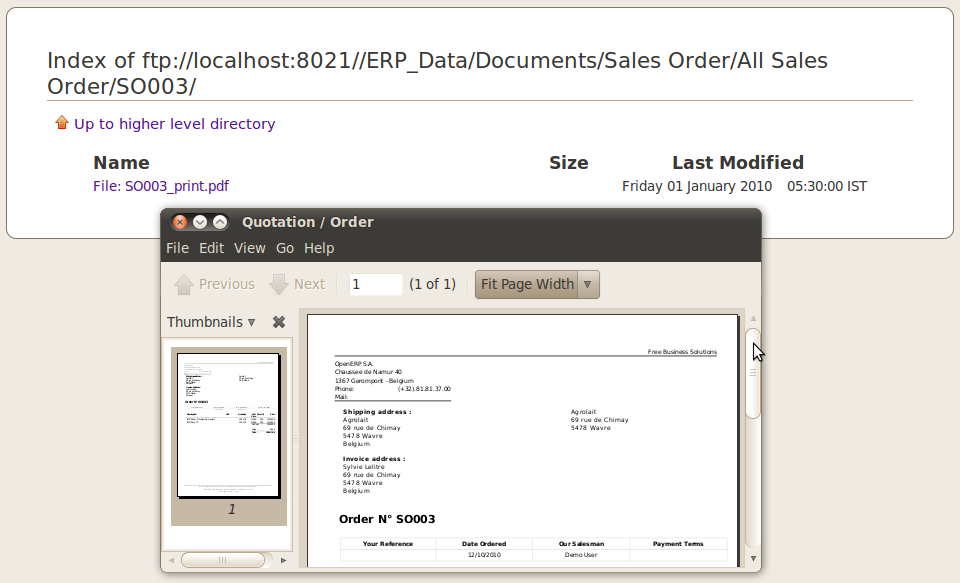 Index of ftp://localhost:8021//ERP_Data/Documents/Sales Order/All Sales
Order/SO003/
Up to higher level directory
Name Size Last Modified
File: SO003_print.pdf Friday 01 January 2010 05:30:00 IST
Quotation / Order
File Edit View Go Help
Previous Next 1 (1 of 1) Fit Page Width
Thumbnails
1
Free Business Solutions
OpenERP S.A.
Chaussee de Namur 40
1367 Gerompont - Belgium
Phone: (+32).81.81.37.00
Mail:
Shipping address : Agrolait
Agrolait 69 rue de Chimay
69 rue de Chimay 5478 Wavre
5478 Wavre
Belgium
Invoice address :
Sylvie Lelitre
69 rue de Chimay
5478 Wavre
Belgium
Order N° SO003
Your Reference Date Ordered Our Salesman Payment Terms
12/10/2010 Demo User